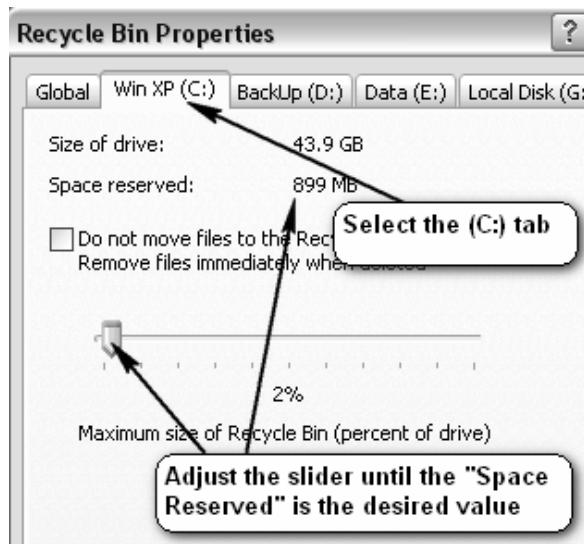 Recycle Bin Properties
?
Global Win XP (C:) BackUp (D:) Data (E:) Local Disk (G:
Size of drive: 43.9 GB
Space reserved: 899 MB
Select the (C:) tab
Do not move files to the Recy
Remove files immediately when deleted
2%
Maximum size of Recycle Bin (percent of drive)
Adjust the slider until the "Space
Reserved" is the desired value